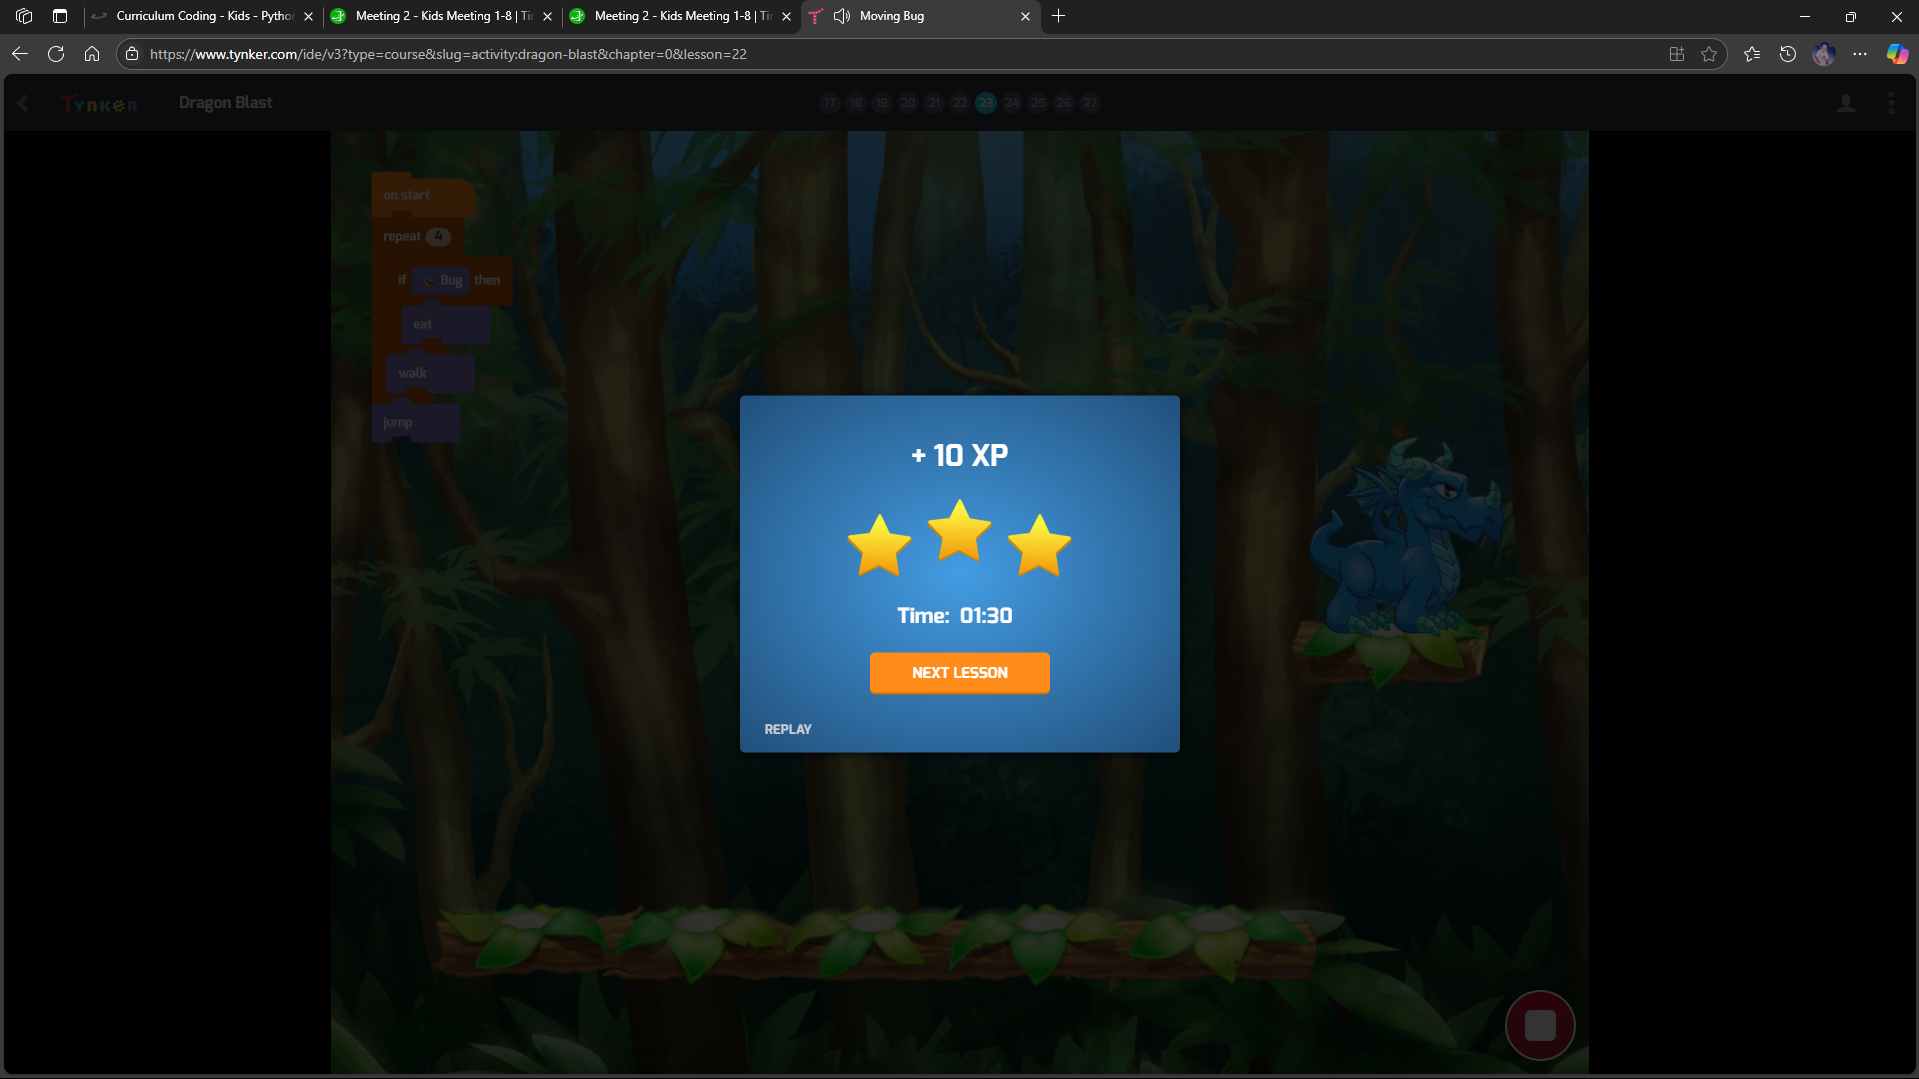 Curriculum Coding - Kids - Pytho
Meeting 2 - Kids Meeting 1-8 | Ti
Meeting 2 - Kids Meeting 1-8 | Ti
Moving Bug
https://www.tynker.com/ide/v3?type=course&slug=activity:dragon-blast&chapter=0&lesson=22
TYNKER
Dragon Blast
17 18 19 20 21 22 23 24 25 26 27
on start
repeat 4
if Bug then
eat
walk
jump
+ 10 XP
Time: 01:30
NEXT LESSON
REPLAY